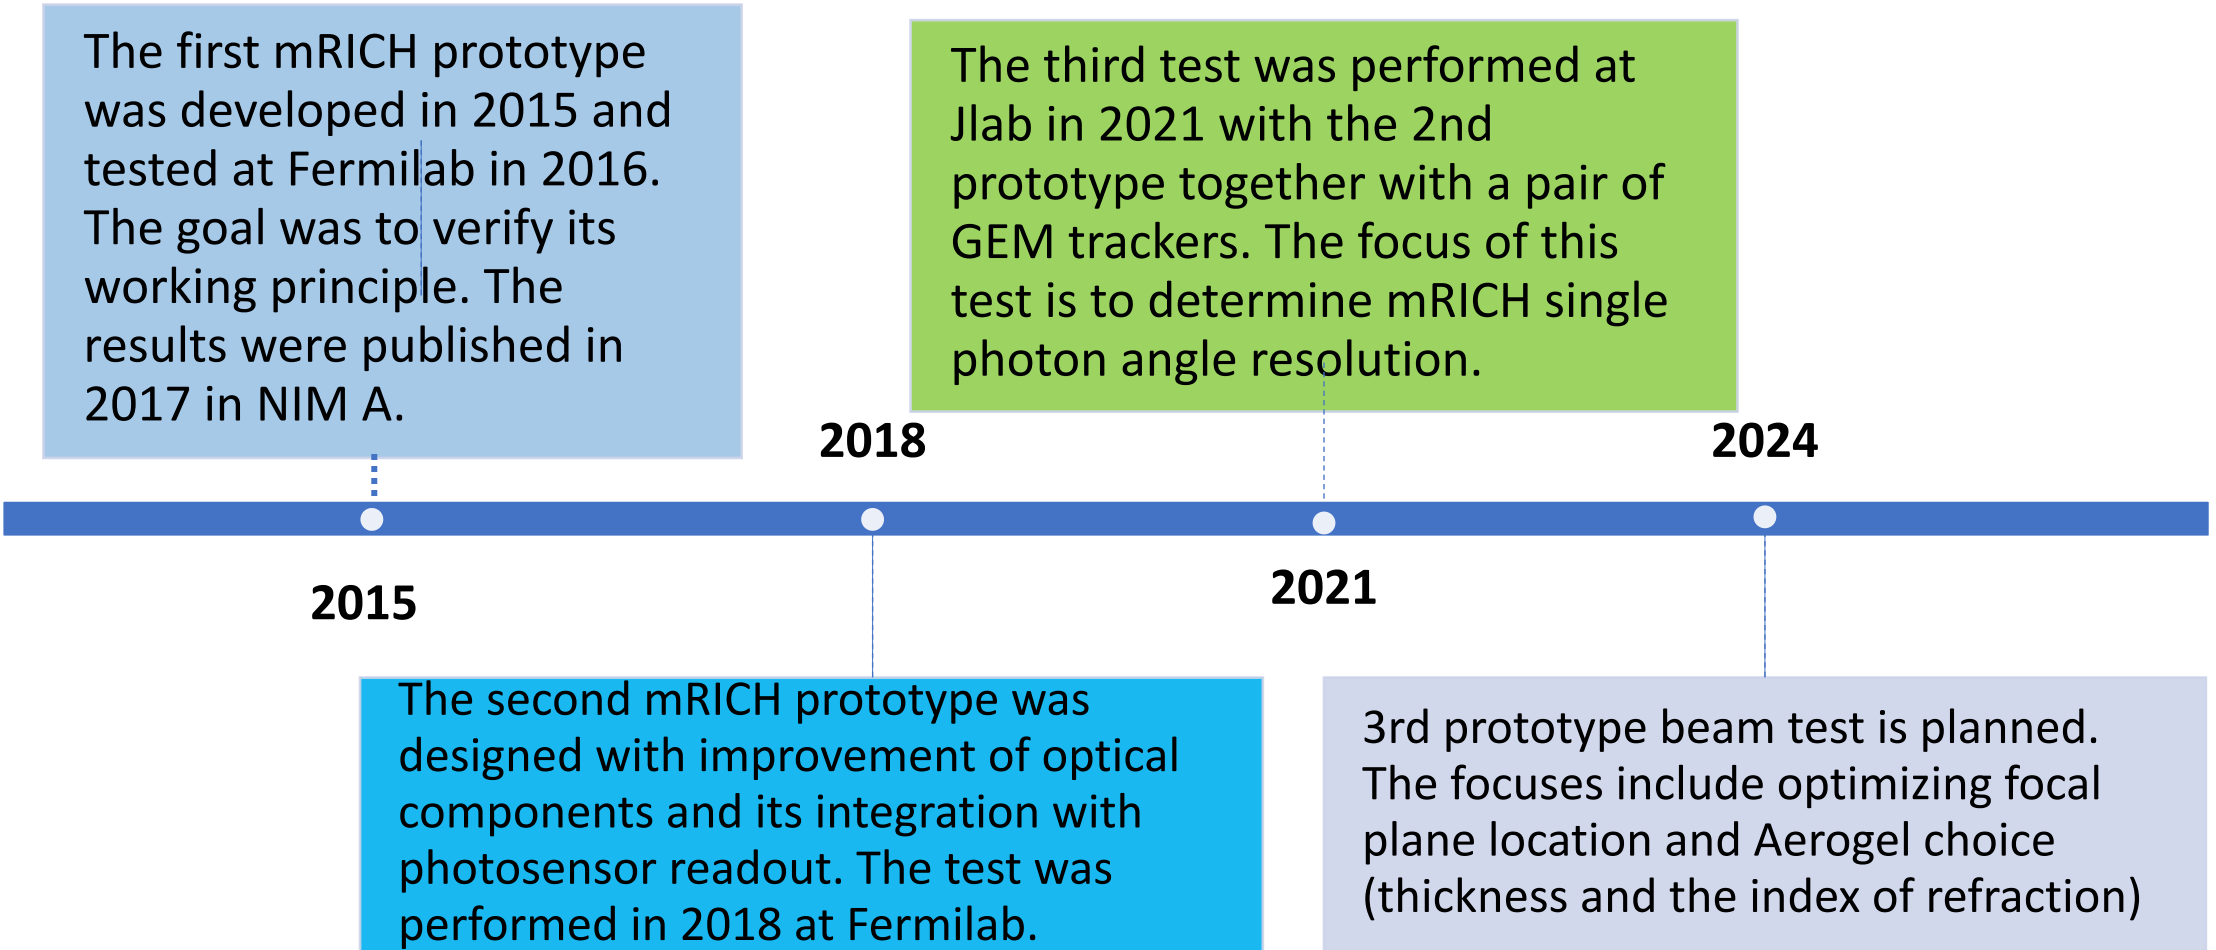 The first mRICH prototype
was developed in 2015 and
tested at Fermilab in 2016.
The goal was to verify its
working principle. The
results were published in
2017 in NIM A.
The third test was performed at
Jlab in 2021 with the 2nd
prototype together with a pair of
GEM trackers. The focus of this
test is to determine mRICH single
photon angle resolution.
2018
2024
2015
2021
The second mRICH prototype was
designed with improvement of optical
components and its integration with
photosensor readout. The test was
performed in 2018 at Fermilab.
3rd prototype beam test is planned.
The focuses include optimizing focal
plane location and Aerogel choice
(thickness and the index of refraction)